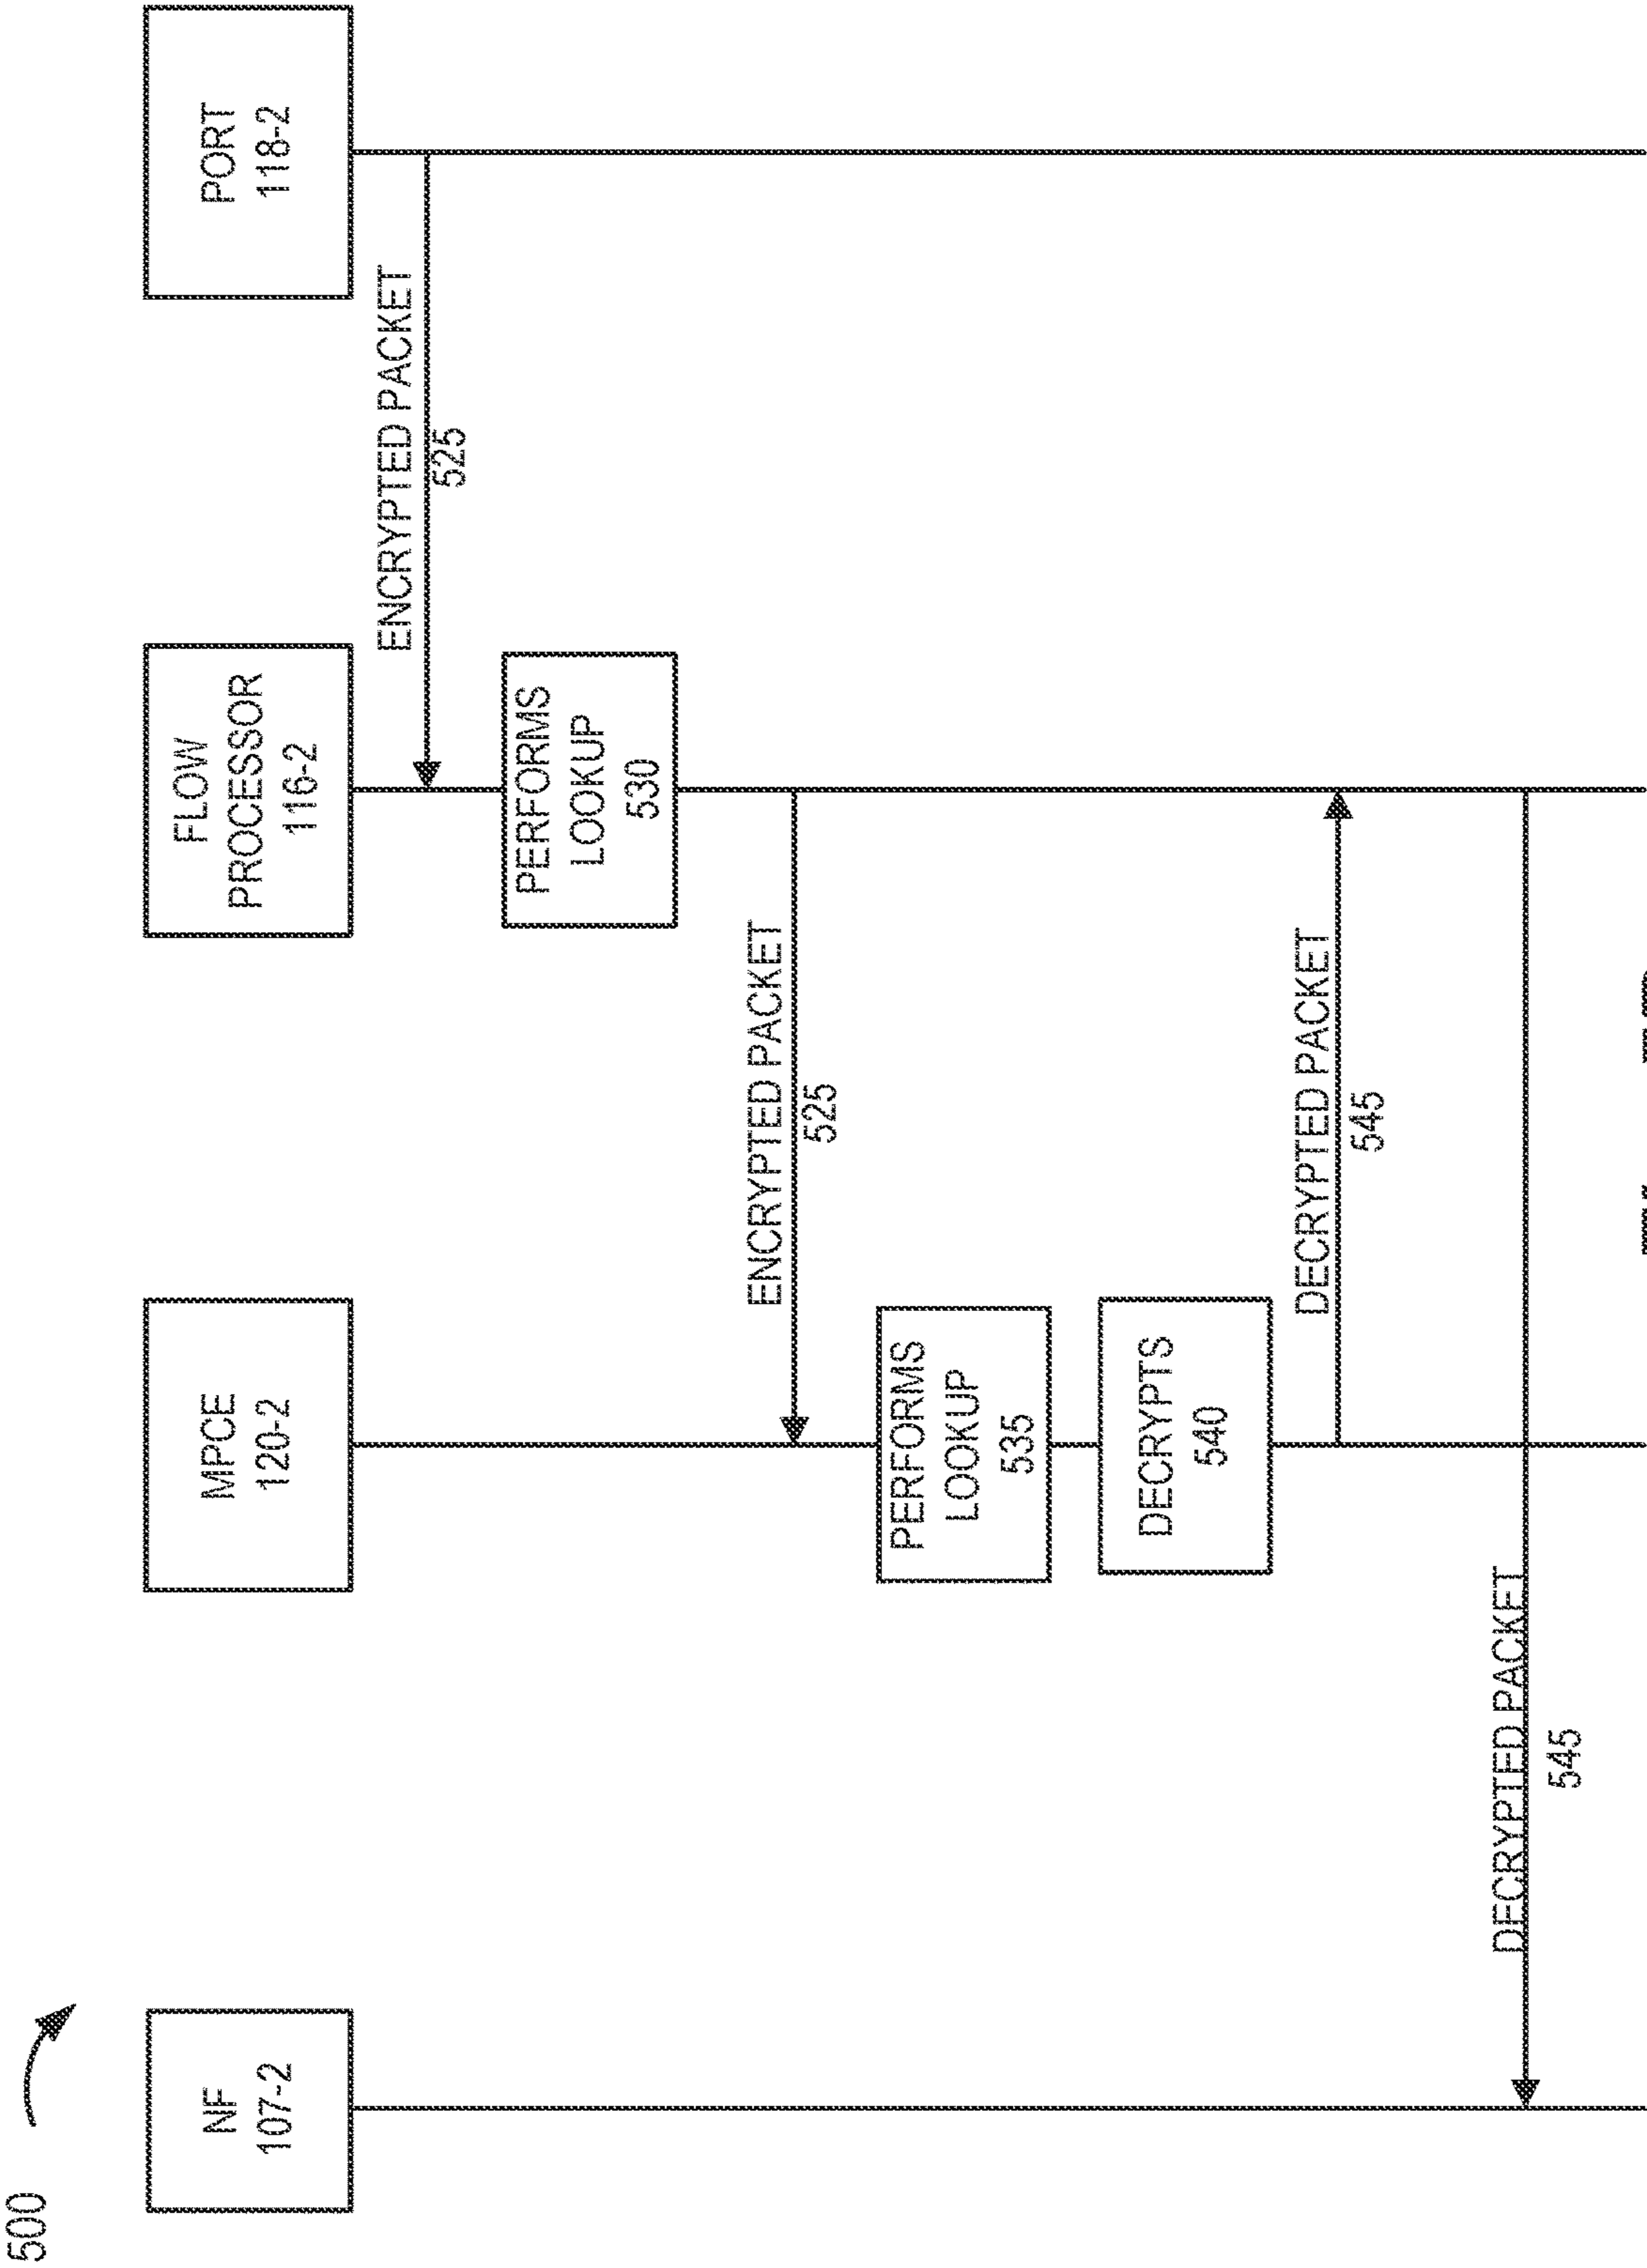 500
NF
107-2
MPCE
120-2
FLOW
PROCESSOR
116-2
PORT
118-2
ENCRYPTED PACKET
525
PERFORMS
LOOKUP
530
ENCRYPTED PACKET
525
PERFORMS
LOOKUP
535
DECRYPTS
540
DECRYPTED PACKET
545
DECRYPTED PACKET
545